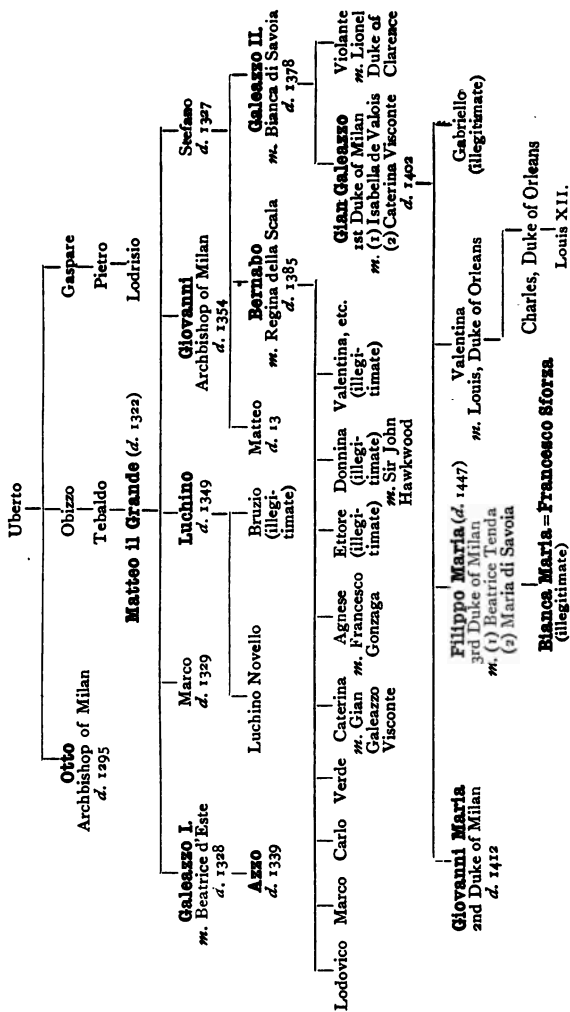 Uberto
Otto
Archbishop of Milan
d. 1295
Obizzo
Tebaldo
Gaspare
Pietro
Lodrisio
Matteo il Grande (d. 1322)
Galeazzo I.
m. Beatrice d'Este
d. 1328
Azzo
d. 1339
Marco
d. 1329
Luchino
d. 1349
Giovanni
Archbishop of Milan
d. 1354
Stefano
d. 1327
Luchino Novello
Bruzio
(illegi-
timate)
Matteo
d. 13
Bernabo
m. Regina della Scala
d. 1385
Galeazzo II.
m. Bianca di Savoia
d. 1378
Lodovico
Marco
Carlo
Verde
Caterina
m. Gian
Galeazzo
Visconte
Agnese
m. Francesco
Gonzaga
Ettore
(illegi-
timate)
Donnina
(illegi-
timate)
m. Sir John
Hawkwood
Valentina, etc.
(illegi-
timate)
Gian Galeazzo
1st Duke of Milan
m. (1) Isabella de Valois
(2) Caterina Visconte
d. 1402
Violante
m. Lionel
Duke of
Clarence
Giovanni Maria
2nd Duke of Milan
d. 1412
Filippo Maria (d. 1447)
3rd Duke of Milan
m. (1) Beatrice Tenda
(2) Maria di Savoia
Bianca Maria=Francesco Sforza
(illegitimate)
Valentina
m. Louis, Duke of Orleans
Charles, Duke of Orleans
Louis XII.
Gabriello
(illegitimate)